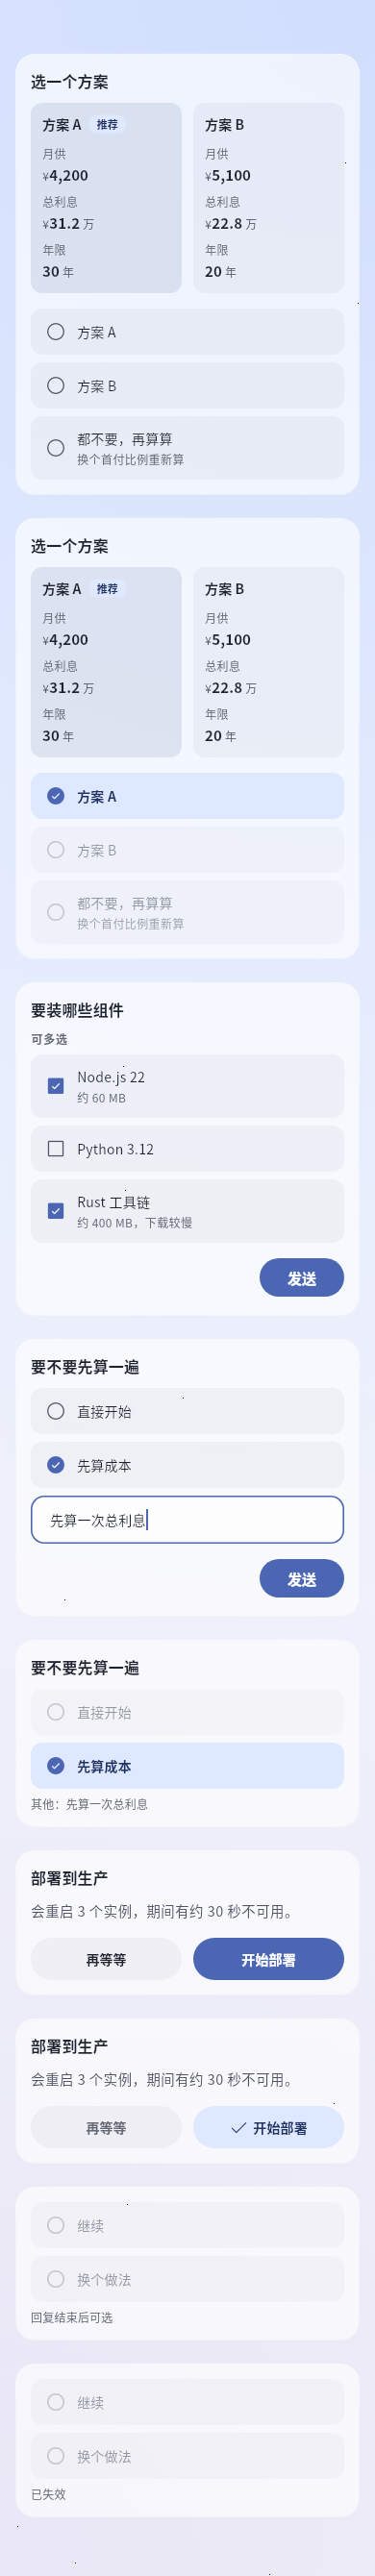 选一个方案
方案 A 推荐
月供
¥4,200
总利息
¥31.2 万
年限
30 年
方案 B
月供
¥5,100
总利息
¥22.8 万
年限
20 年
方案 A
方案 B
都不要，再算算
换个首付比例重新算
选一个方案
方案 A 推荐
月供
¥4,200
总利息
¥31.2 万
年限
30 年
方案 B
月供
¥5,100
总利息
¥22.8 万
年限
20 年
方案 A
方案 B
都不要，再算算
换个首付比例重新算
要装哪些组件
可多选
Node.js 22
约 60 MB
Python 3.12
Rust 工具链
约 400 MB，下载较慢
发送
要不要先算一遍
直接开始
先算成本
先算一次总利息
发送
要不要先算一遍
直接开始
先算成本
其他：先算一次总利息
部署到生产
会重启 3 个实例，期间有约 30 秒不可用。
再等等
开始部署
部署到生产
会重启 3 个实例，期间有约 30 秒不可用。
再等等
开始部署
继续
换个做法
回复结束后可选
继续
换个做法
已失效